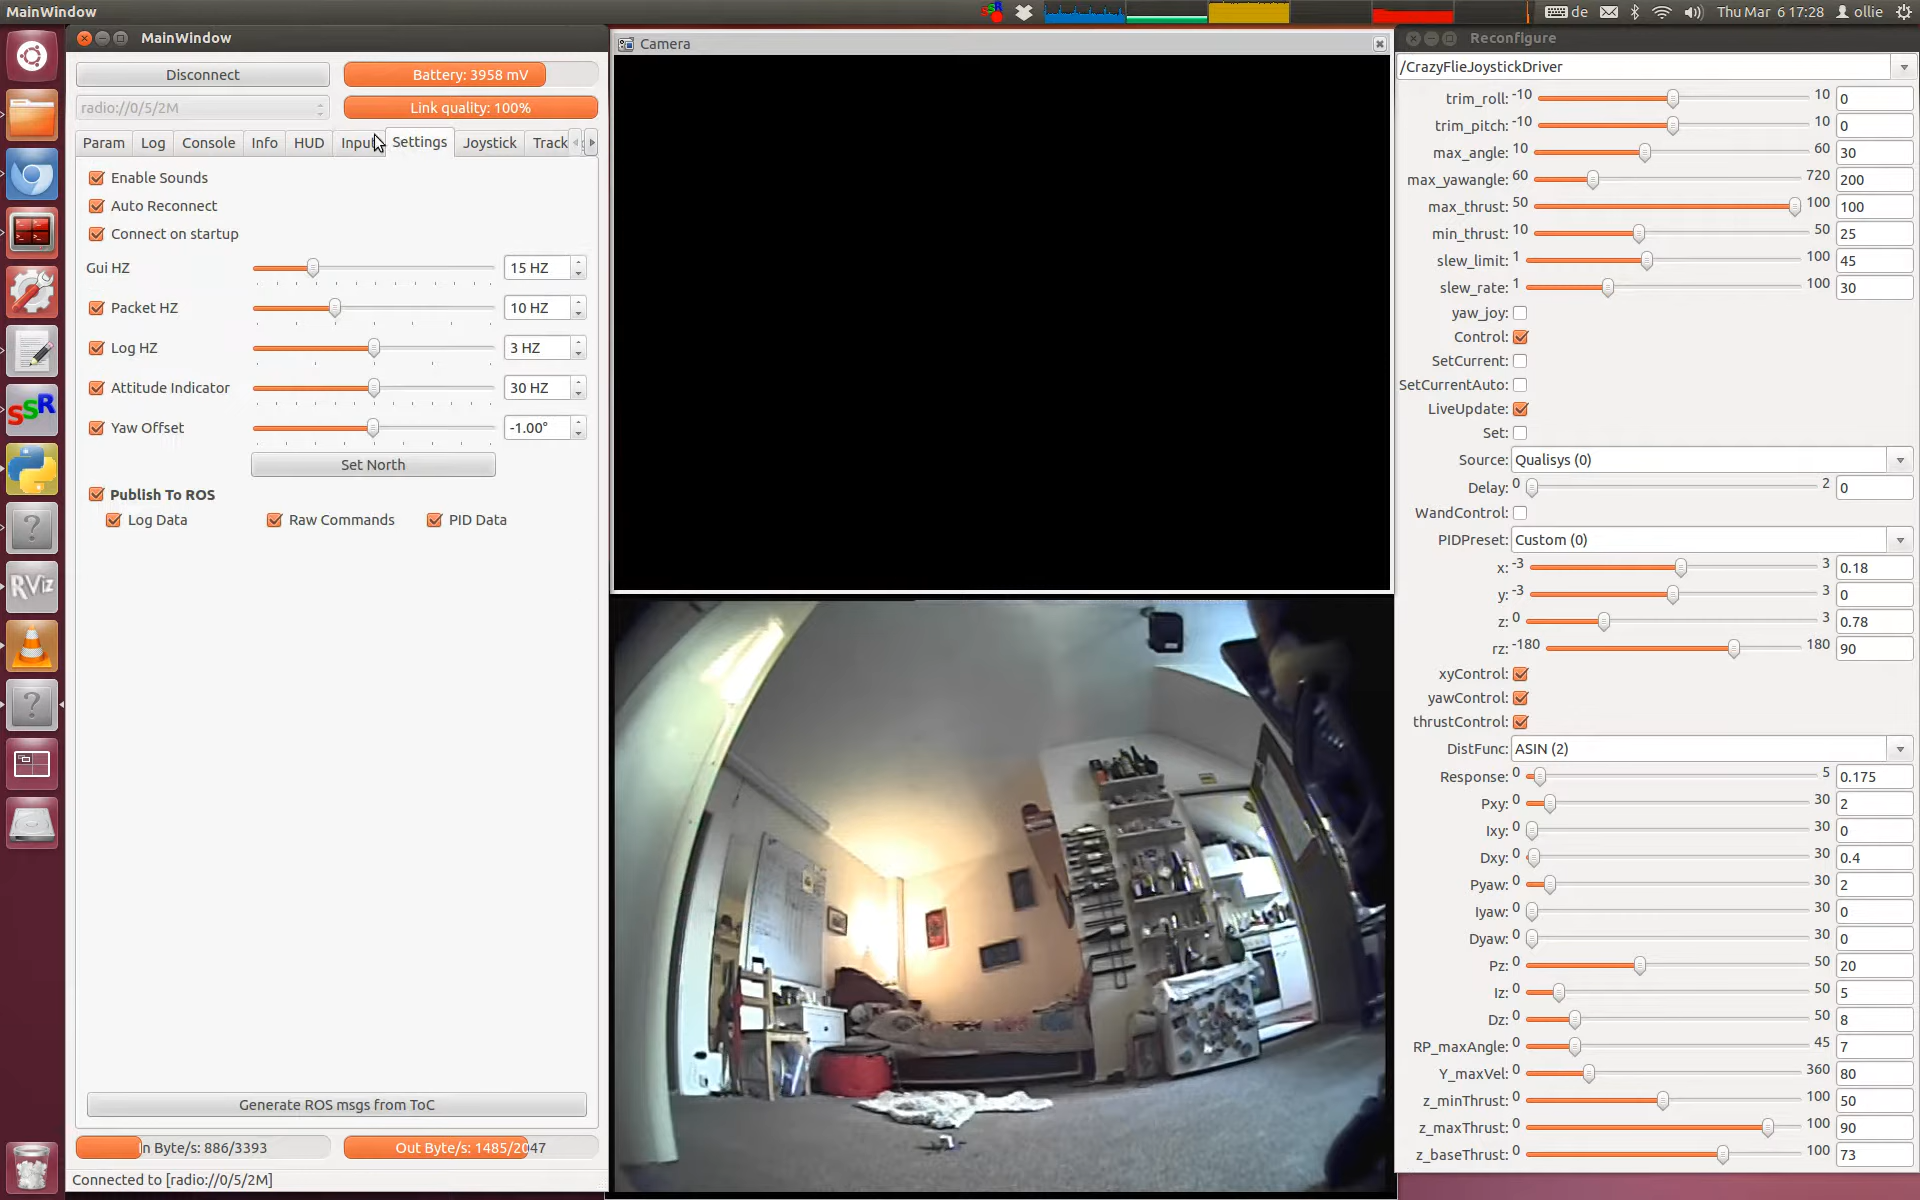 MainWindow
de
Thu Mar 6 17:28
ollie
MainWindow
Disconnect
Battery: 3958 mV
radio://0/5/2M
Link quality: 100%
Param
Log
Console
Info
HUD
Input
Settings
Joystick
Track
Enable Sounds
Auto Reconnect
Connect on startup
Gui HZ
15 HZ
Packet HZ
10 HZ
Log HZ
3 HZ
Attitude Indicator
30 HZ
Yaw Offset
-1.00°
Set North
Publish To ROS
Log Data
Raw Commands
PID Data
Generate ROS msgs from ToC
In Byte/s: 886/3393
Out Byte/s: 1485/2047
Connected to [radio://0/5/2M]
SSR
SSR
RViz
Camera
Reconfigure
/CrazyFlieJoystickDriver
trim_roll: -10 10 0
trim_pitch: -10 10 0
max_angle: 10 60 30
max_yawangle: 60 720 200
max_thrust: 50 100 100
min_thrust: 10 50 25
slew_limit: 1 100 45
slew_rate: 1 100 30
yaw_joy:
Control:
SetCurrent:
SetCurrentAuto:
LiveUpdate:
Set:
Source: Qualisys (0)
Delay: 0 2 0
WandControl:
PIDPreset: Custom (0)
x: -3 3 0.18
y: -3 3 0
z: 0 3 0.78
rz: -180 180 90
xyControl:
yawControl:
thrustControl:
DistFunc: ASIN (2)
Response: 0 5 0.175
Pxy: 0 30 2
Ixy: 0 30 0
Dxy: 0 30 0.4
Pyaw: 0 30 2
Iyaw: 0 30 0
Dyaw: 0 30 0
Pz: 0 50 20
Iz: 0 50 5
Dz: 0 50 8
RP_maxAngle: 0 45 7
Y_maxVel: 0 360 80
z_minThrust: 0 100 50
z_maxThrust: 0 100 90
z_baseThrust: 0 100 73